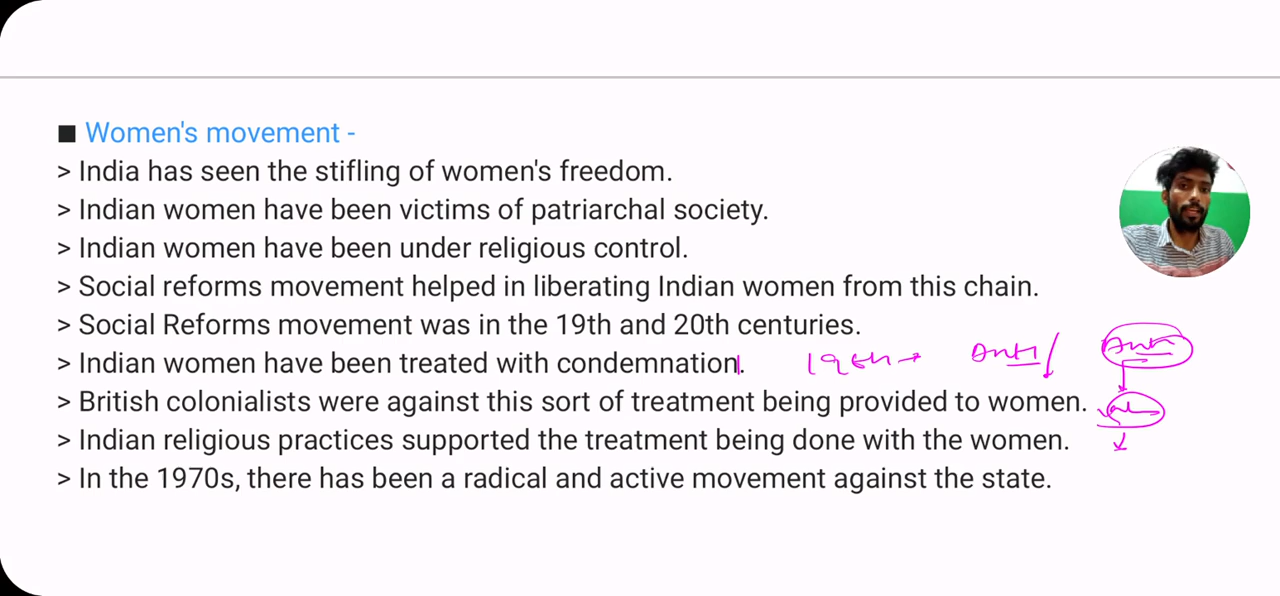 ■ Women's movement -
> India has seen the stifling of women's freedom.
> Indian women have been victims of patriarchal society.
> Indian women have been under religious control.
> Social reforms movement helped in liberating Indian women from this chain.
> Social Reforms movement was in the 19th and 20th centuries.
> Indian women have been treated with condemnation. 19th → Anti
> British colonialists were against this sort of treatment being provided to women.
> Indian religious practices supported the treatment being done with the women.
> In the 1970s, there has been a radical and active movement against the state.